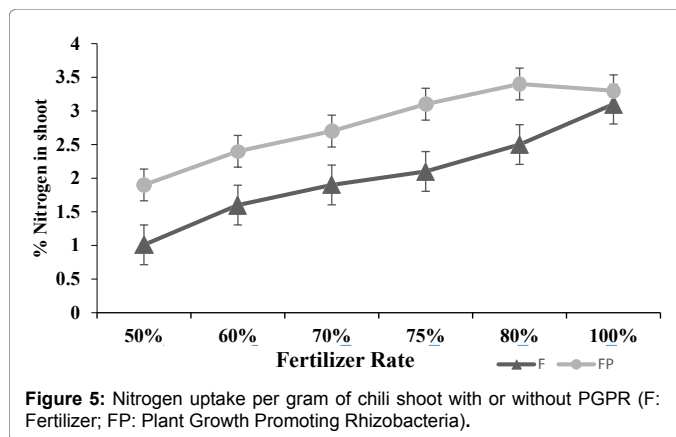 4
3.5
3
2.5
2
1.5
1
0.5
0
% Nitrogen in shoot
50% 60% 70% 75% 80% 100%
Fertilizer Rate
F FP
Figure 5: Nitrogen uptake per gram of chili shoot with or without PGPR (F:
Fertilizer; FP: Plant Growth Promoting Rhizobacteria).